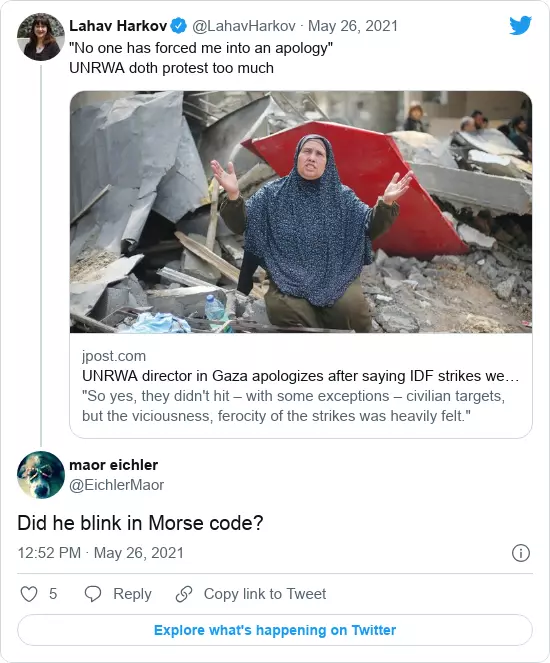 Lahav Harkov @LahavHarkov · May 26, 2021
"No one has forced me into an apology"
UNRWA doth protest too much
jpost.com
UNRWA director in Gaza apologizes after saying IDF strikes we…
"So yes, they didn't hit – with some exceptions – civilian targets,
but the viciousness, ferocity of the strikes was heavily felt."
maor eichler
@EichlerMaor
Did he blink in Morse code?
12:52 PM · May 26, 2021
5 Reply Copy link to Tweet
Explore what's happening on Twitter